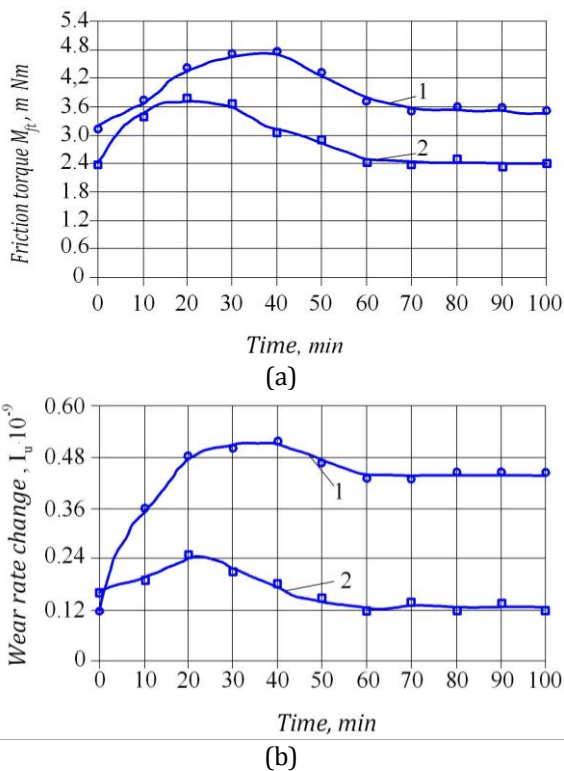 5.4
4.8
4,2
3.6
3.0
2.4
1.8
1.2
0.6
0
Friction torque M_ft, m Nm
1
2
0 10 20 30 40 50 60 70 80 90 100
Time, min
(a)
0.60
0.48
0.36
0.24
0.12
0
Wear rate change , I_u·10^-9
1
2
0 10 20 30 40 50 60 70 80 90 100
Time, min
(b)